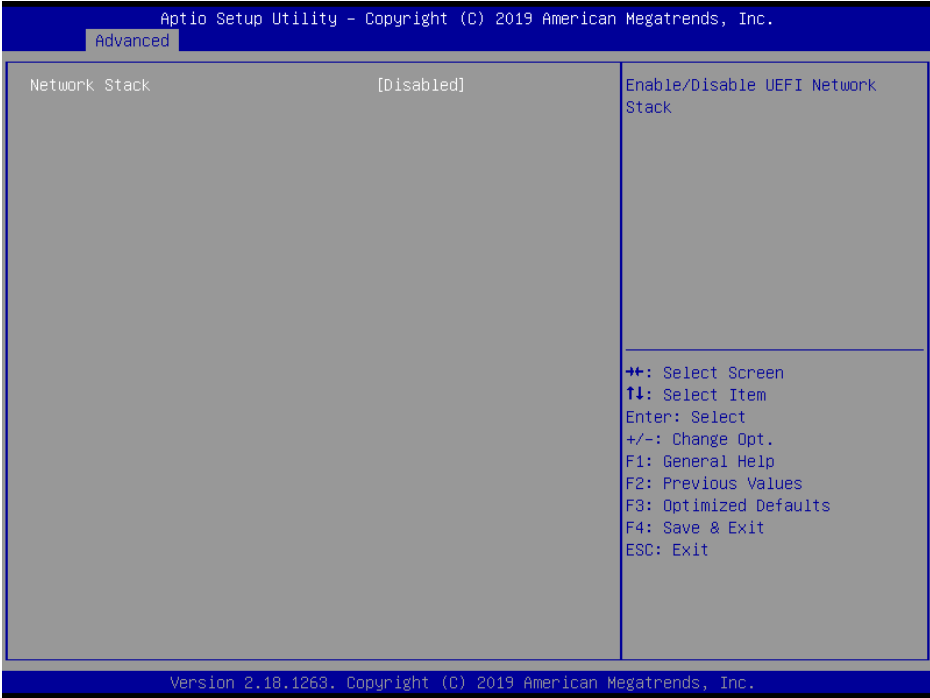 Aptio Setup Utility – Copyright (C) 2019 American Megatrends, Inc.
Advanced
Network Stack [Disabled]
Enable/Disable UEFI Network
Stack
→←: Select Screen
↑↓: Select Item
Enter: Select
+/-: Change Opt.
F1: General Help
F2: Previous Values
F3: Optimized Defaults
F4: Save & Exit
ESC: Exit
Version 2.18.1263. Copyright (C) 2019 American Megatrends, Inc.